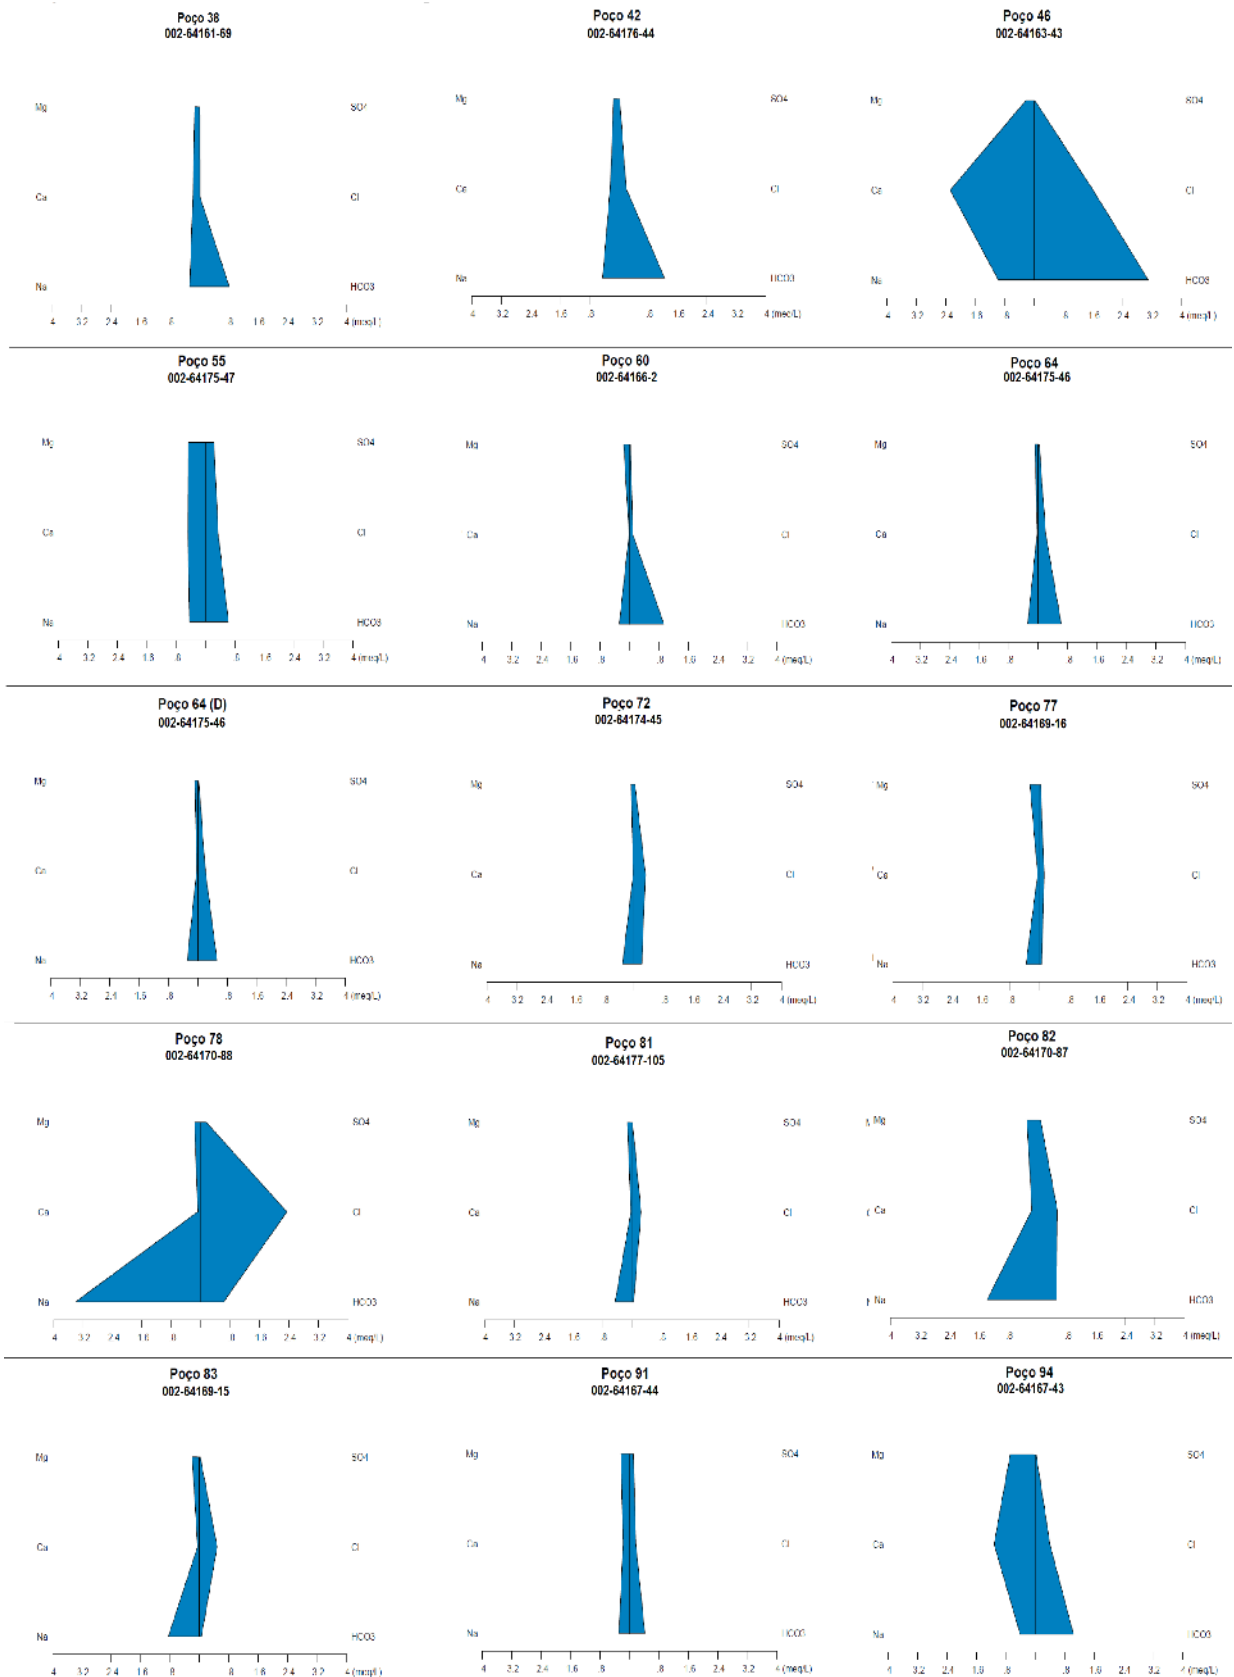 Poço 38
002-64161-69
Mg SO4
Ca Cl
Na HCO3
4 3.2 2.4 1.6 .8 .8 1.6 2.4 3.2 4 (meq/L)
Poço 42
002-64176-44
Mg SO4
Ca Cl
Na HCO3
4 3.2 2.4 1.6 .8 .8 1.6 2.4 3.2 4 (meq/L)
Poço 46
002-64163-43
Mg SO4
Ca Cl
Na HCO3
4 3.2 2.4 1.6 .8 .8 1.6 2.4 3.2 4 (meq/L)
Poço 55
002-64175-47
Mg SO4
Ca Cl
Na HCO3
4 3.2 2.4 1.6 .8 .8 1.6 2.4 3.2 4 (meq/L)
Poço 60
002-64166-2
Mg SO4
Ca Cl
Na HCO3
4 3.2 2.4 1.6 .8 .8 1.6 2.4 3.2 4 (meq/L)
Poço 64
002-64175-46
Mg SO4
Ca Cl
Na HCO3
4 3.2 2.4 1.6 .8 .8 1.6 2.4 3.2 4 (meq/L)
Poço 64 (D)
002-64175-46
Mg SO4
Ca Cl
Na HCO3
4 3.2 2.4 1.6 .8 .8 1.6 2.4 3.2 4 (meq/L)
Poço 72
002-64174-45
Mg SO4
Ca Cl
Na HCO3
4 3.2 2.4 1.6 .8 .8 1.6 2.4 3.2 4 (meq/L)
Poço 77
002-64169-16
Mg SO4
Ca Cl
Na HCO3
4 3.2 2.4 1.6 .8 .8 1.6 2.4 3.2 4 (meq/L)
Poço 78
002-64170-88
Mg SO4
Ca Cl
Na HCO3
4 3.2 2.4 1.6 .8 .8 1.6 2.4 3.2 4 (meq/L)
Poço 81
002-64177-105
Mg SO4
Ca Cl
Na HCO3
4 3.2 2.4 1.6 .8 .8 1.6 2.4 3.2 4 (meq/L)
Poço 82
002-64170-87
Mg SO4
Ca Cl
Na HCO3
4 3.2 2.4 1.6 .8 .8 1.6 2.4 3.2 4 (meq/L)
Poço 83
002-64169-15
Mg SO4
Ca Cl
Na HCO3
4 3.2 2.4 1.6 .8 .8 1.6 2.4 3.2 4 (meq/L)
Poço 91
002-64167-44
Mg SO4
Ca Cl
Na HCO3
4 3.2 2.4 1.6 .8 .8 1.6 2.4 3.2 4 (meq/L)
Poço 94
002-64167-43
Mg SO4
Ca Cl
Na HCO3
4 3.2 2.4 1.6 .8 .8 1.6 2.4 3.2 4 (meq/L)